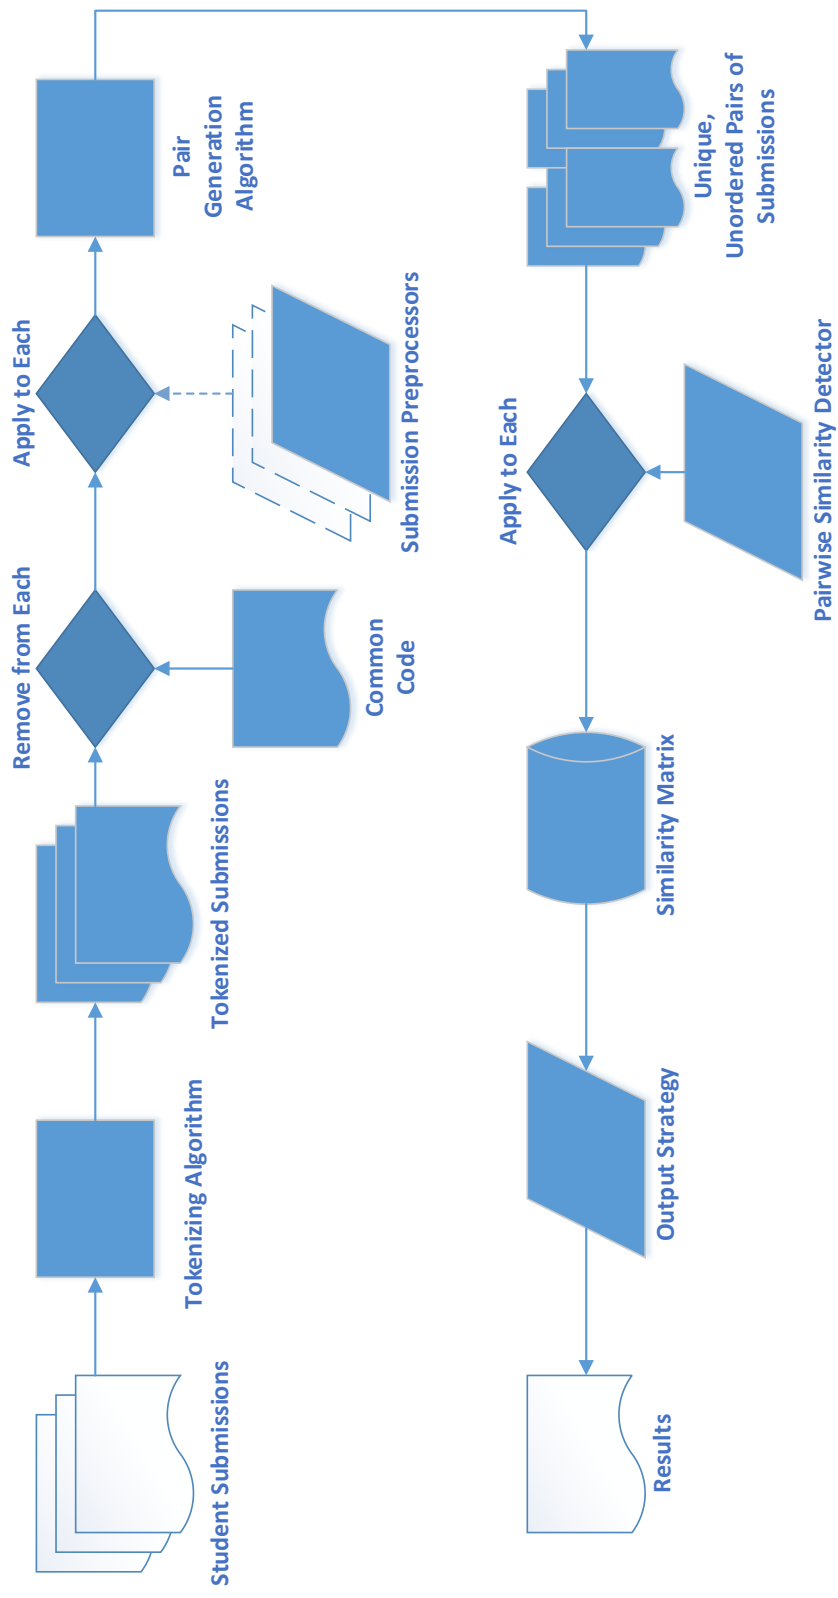 Student Submissions
Tokenizing Algorithm
Tokenized Submissions
Remove from Each
Common
Code
Apply to Each
Submission Preprocessors
Pair
Generation
Algorithm
Unique,
Unordered Pairs of
Submissions
Apply to Each
Pairwise Similarity Detector
Similarity Matrix
Output Strategy
Results